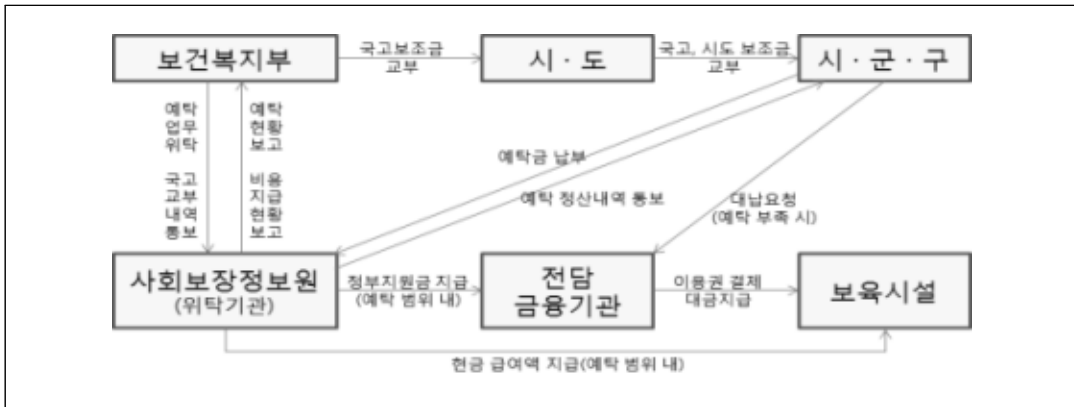 보건복지부
국고보조금
교부
시 · 도
국고, 시도 보조금
교부
시 · 군 · 구
예탁
업무
위탁
국고
교부
내역
통보
예탁
현황
보고
비용
지급
현황
보고
예탁금 납부
예탁 정산내역 통보
대납요청
(예탁 부족 시)
사회보장정보원
(위탁기관)
정부지원금 지급
(예탁 범위 내)
전담
금융기관
이용권 결제
대금지급
보육시설
현금 급여액 지급(예탁 범위 내)